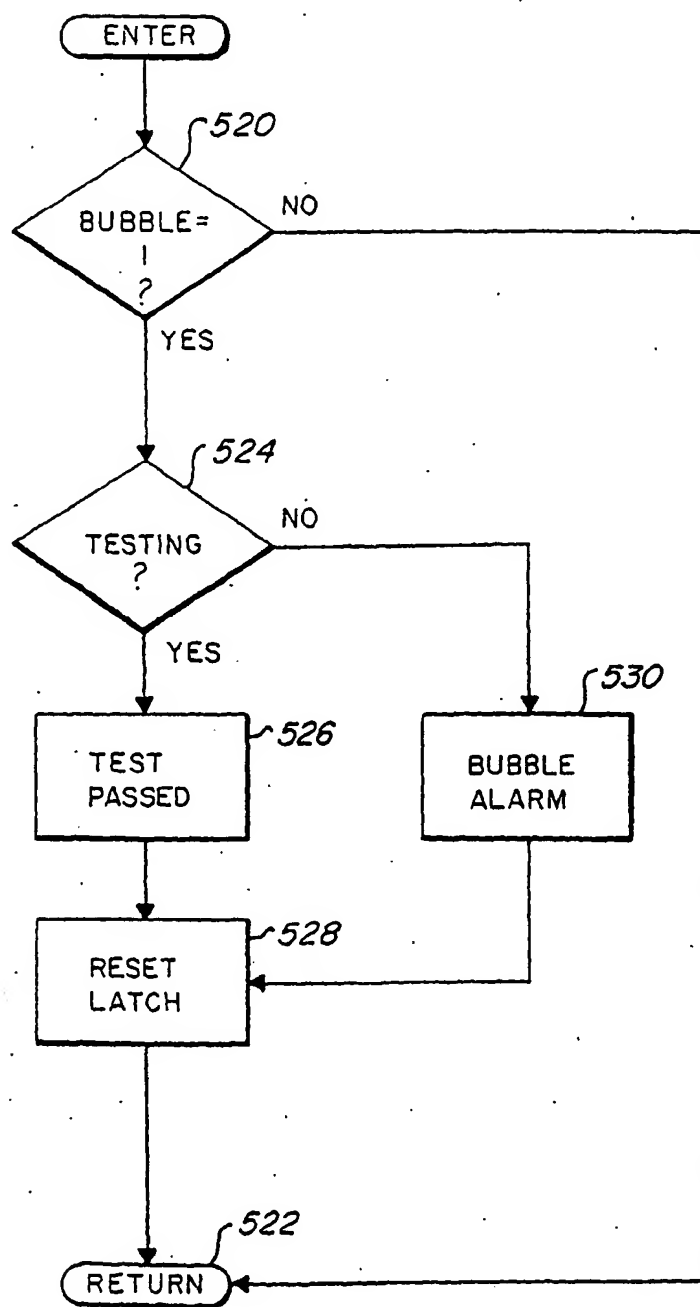 ENTER
520
BUBBLE=
1
?
NO
YES
524
TESTING
?
NO
YES
526
TEST
PASSED
530
BUBBLE
ALARM
528
RESET
LATCH
522
RETURN